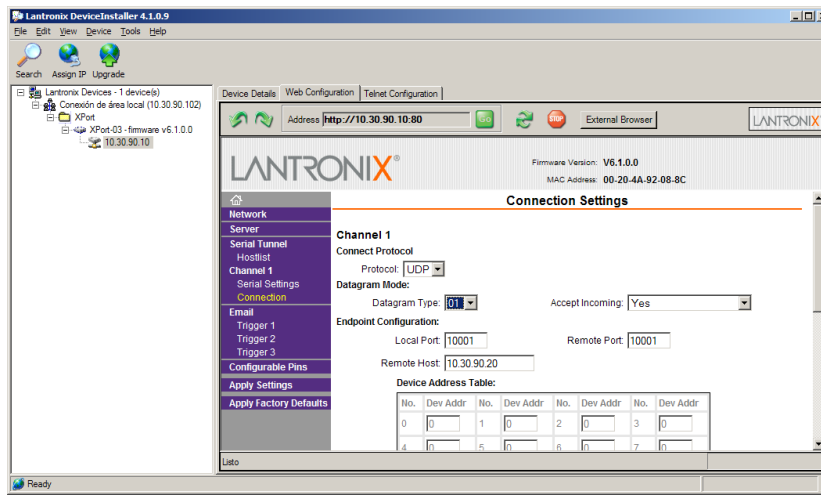 Lantronix DeviceInstaller 4.1.0.9
File Edit View Device Tools Help
Search Assign IP Upgrade
Lantronix Devices - 1 device(s)
Conexión de área local (10.30.90.102)
XPort
XPort-03 - firmware v6.1.0.0
10.30.90.10
Device Details Web Configuration Telnet Configuration
Address http://10.30.90.10:80 Go STOP External Browser LANTRONIX
LANTRONIX®
Firmware Version: V6.1.0.0
MAC Address: 00-20-4A-92-08-8C
Network
Server
Serial Tunnel
Hostlist
Channel 1
Serial Settings
Connection
Email
Trigger 1
Trigger 2
Trigger 3
Configurable Pins
Apply Settings
Apply Factory Defaults
Connection Settings
Channel 1
Connect Protocol
Protocol: UDP
Datagram Mode:
Datagram Type: 01 Accept Incoming: Yes
Endpoint Configuration:
Local Port: 10001 Remote Port: 10001
Remote Host: 10.30.90.20
Device Address Table:
No. Dev Addr No. Dev Addr No. Dev Addr No. Dev Addr
0 0 1 0 2 0 3 0
4 0 5 0 6 0 7 0
Listo
Ready